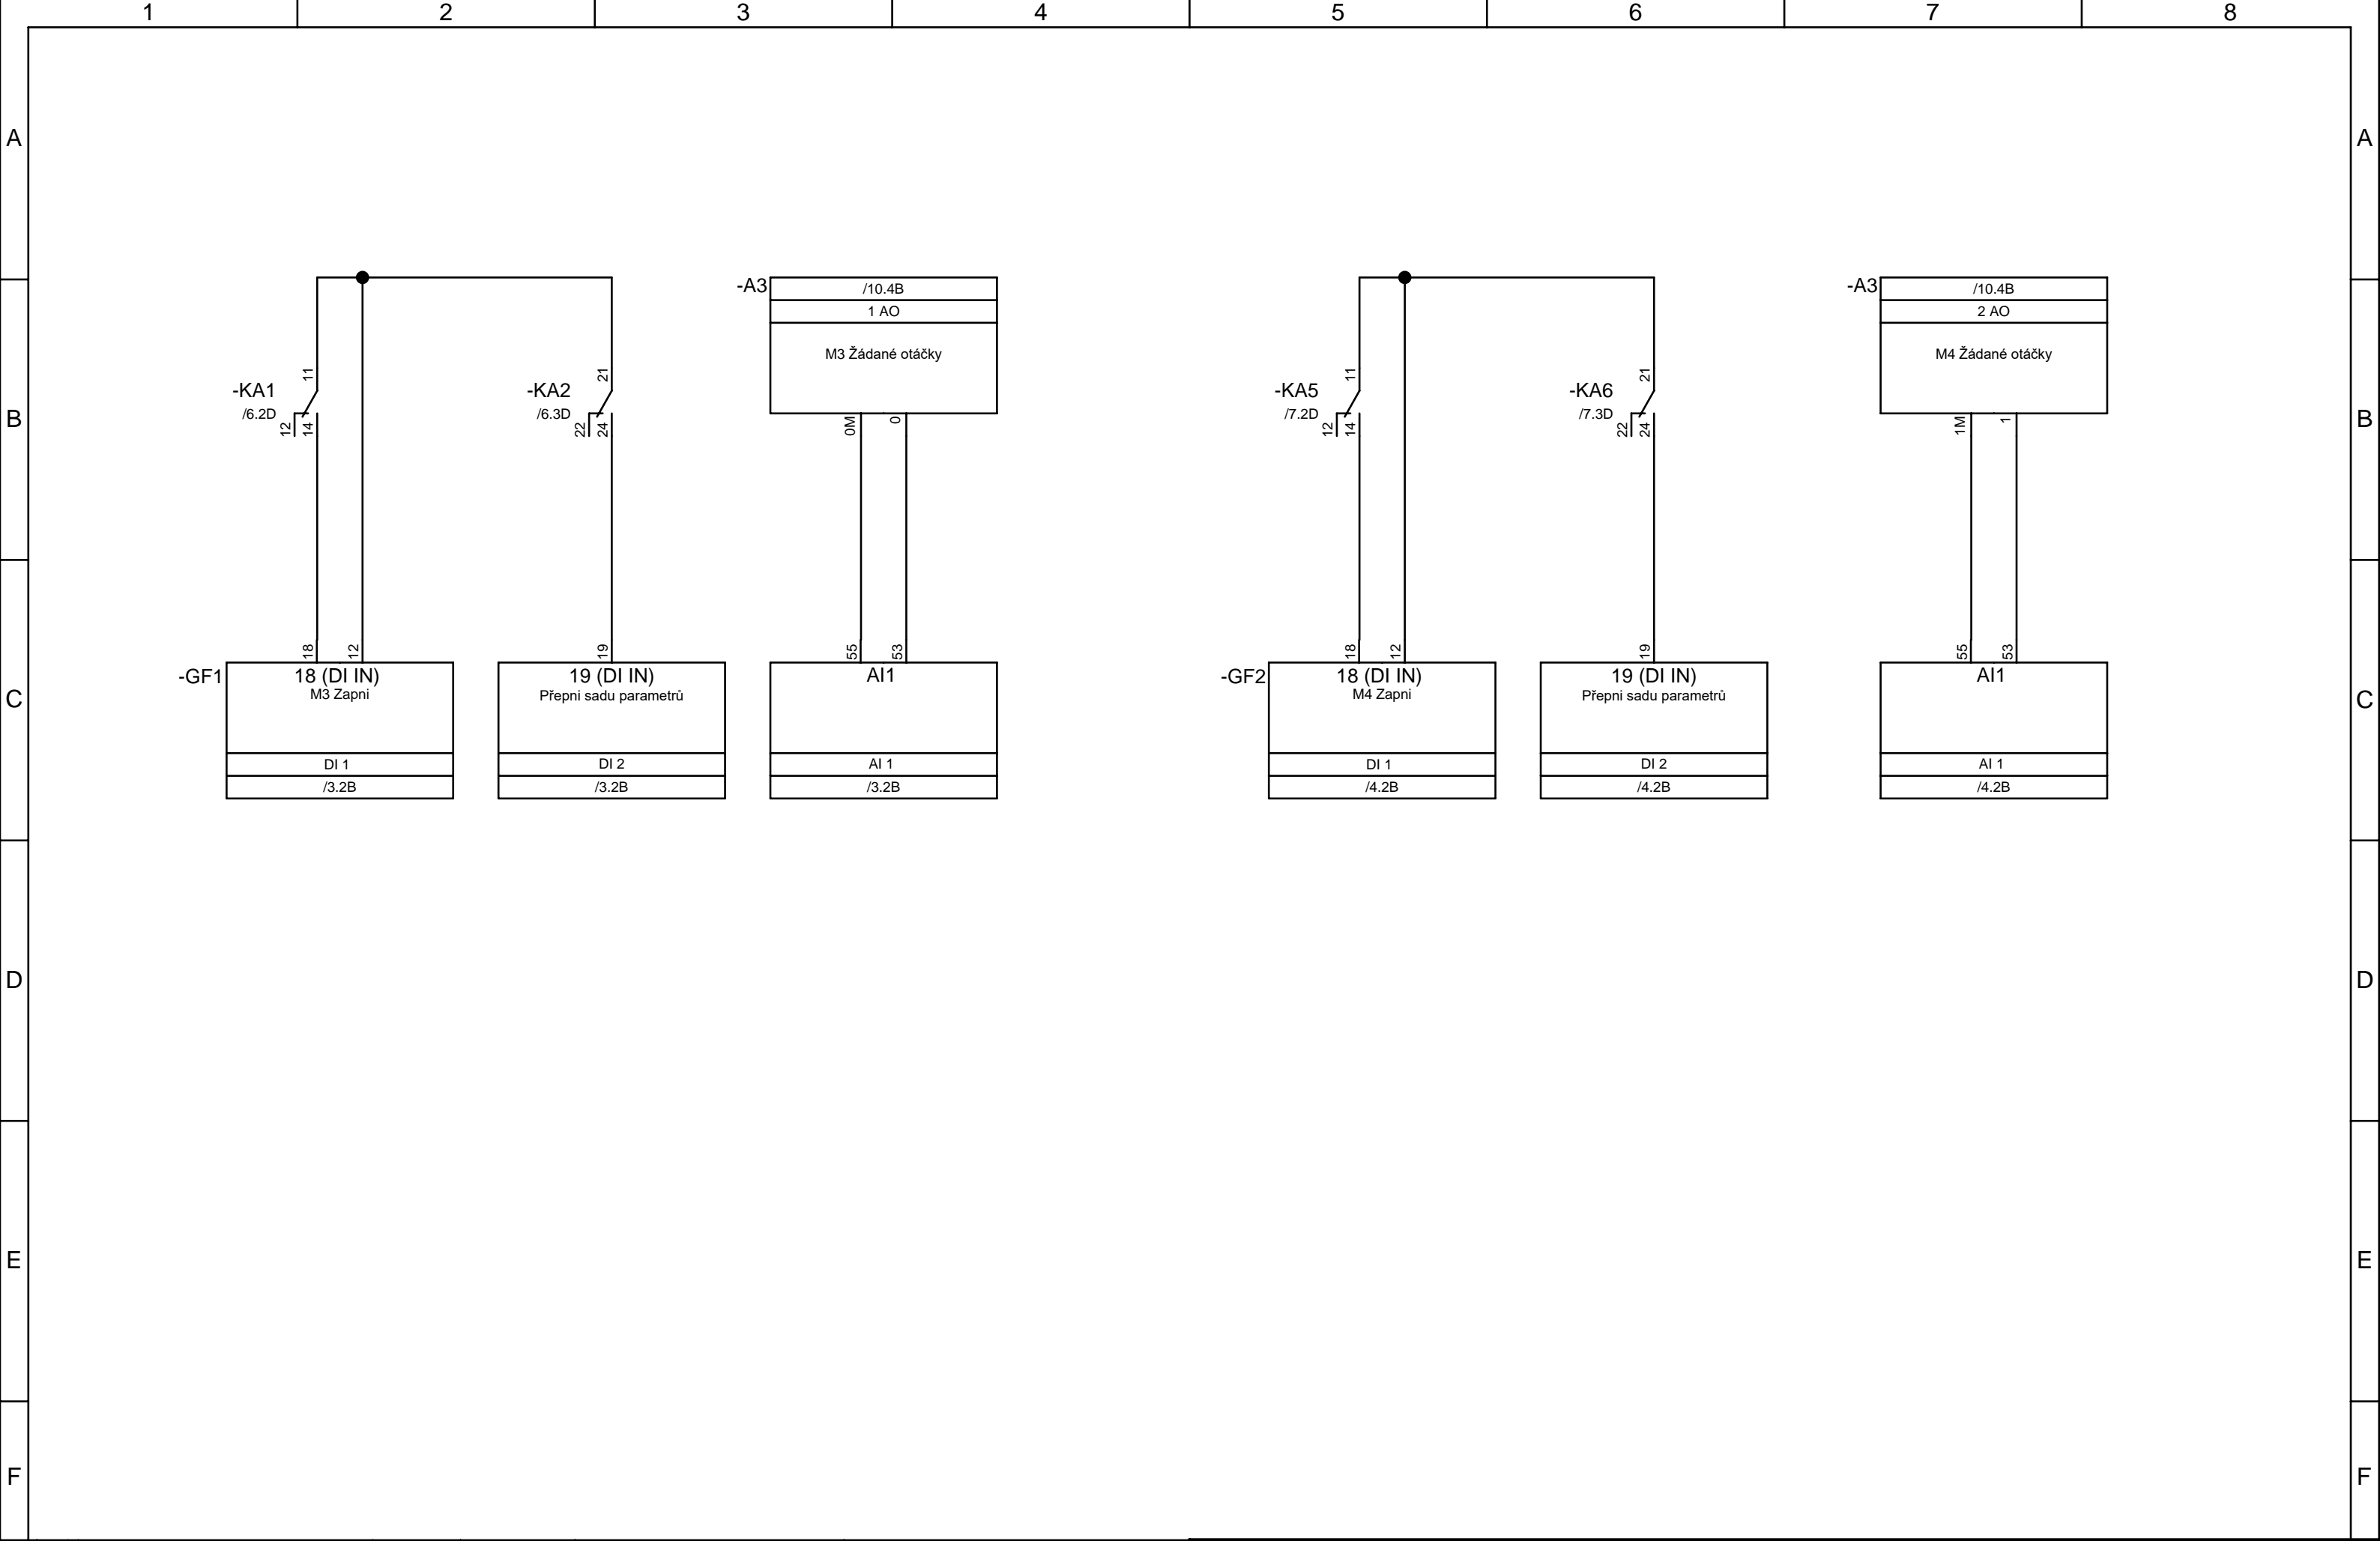 1 2 3 4 5 6 7 8
A A
-A3 /10.4B -A3 /10.4B
1 AO 2 AO
M3 Žádané otáčky M4 Žádané otáčky
11 21 11 21
-KA1 -KA2 -KA5 -KA6
/6.2D /6.3D /7.2D /7.3D
B B
12 14 22 24 0M 0 12 14 22 24 1M 1
18 12 19 55 53 18 12 19 55 53
-GF1 18 (DI IN) 19 (DI IN) AI1 -GF2 18 (DI IN) 19 (DI IN) AI1
M3 Zapni Přepni sadu parametrů M4 Zapni Přepni sadu parametrů
C C
DI 1 DI 2 AI 1 DI 1 DI 2 AI 1
/3.2B /3.2B /3.2B /4.2B /4.2B /4.2B
D D
E E
F F